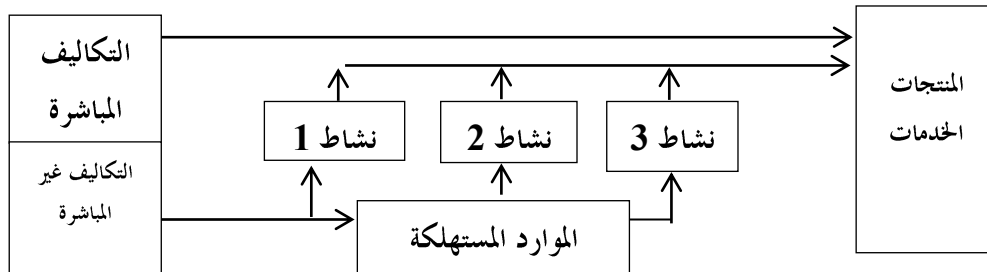 التكاليف
المباشرة
التكاليف غير
المباشرة
نشاط 1
نشاط 2
نشاط 3
الموارد المستهلكة
المنتجات
الخدمات